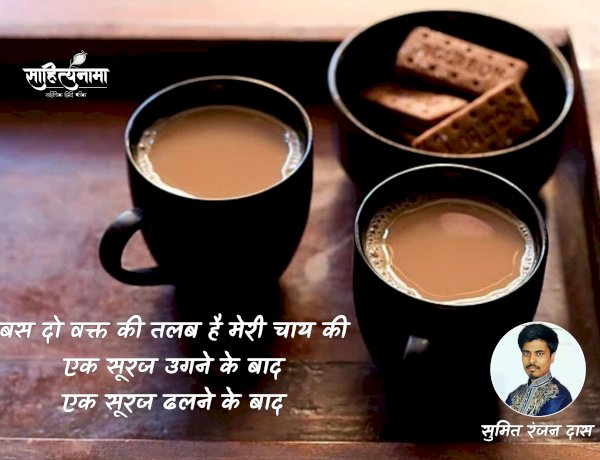 साहित्यनामा
बस दो वक्त की तलब है मेरी चाय की
एक सूरज उगने के बाद
एक सूरज ढलने के बाद
सुमित रंजन दास